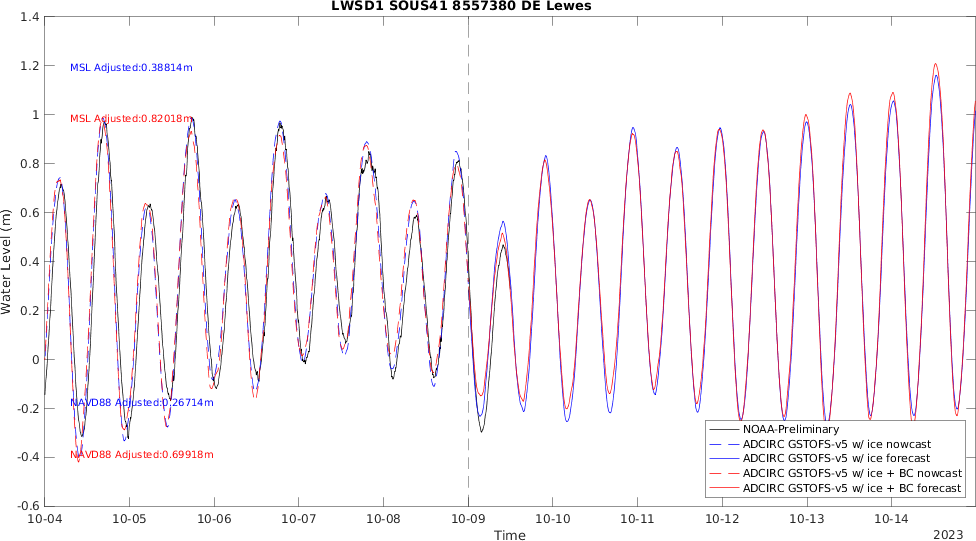 LWSD1 SOUS41 8557380 DE Lewes
1.4
1.2
1
0.8
0.6
0.4
0.2
0
-0.2
-0.4
-0.6
Water Level (m)
MSL Adjusted:0.38814m
MSL Adjusted:0.82018m
NAVD88 Adjusted:0.26714m
NAVD88 Adjusted:0.69918m
NOAA-Preliminary
ADCIRC GSTOFS-v5 w/ ice nowcast
ADCIRC GSTOFS-v5 w/ ice forecast
ADCIRC GSTOFS-v5 w/ ice + BC nowcast
ADCIRC GSTOFS-v5 w/ ice + BC forecast
10-04 10-05 10-06 10-07 10-08 10-09 10-10 10-11 10-12 10-13 10-14
Time
2023